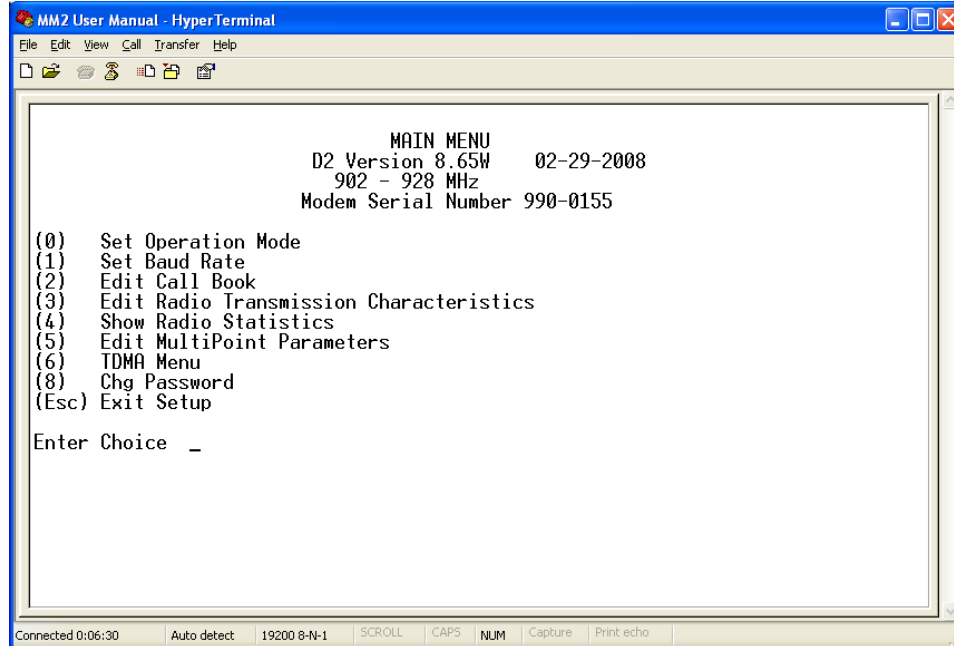 MM2 User Manual - HyperTerminal
File Edit View Call Transfer Help
MAIN MENU
D2 Version 8.65W 02-29-2008
902 - 928 MHz
Modem Serial Number 990-0155
(0) Set Operation Mode
(1) Set Baud Rate
(2) Edit Call Book
(3) Edit Radio Transmission Characteristics
(4) Show Radio Statistics
(5) Edit MultiPoint Parameters
(6) TDMA Menu
(8) Chg Password
(Esc) Exit Setup
Enter Choice _
Connected 0:06:30 Auto detect 19200 8-N-1 SCROLL CAPS NUM Capture Print echo